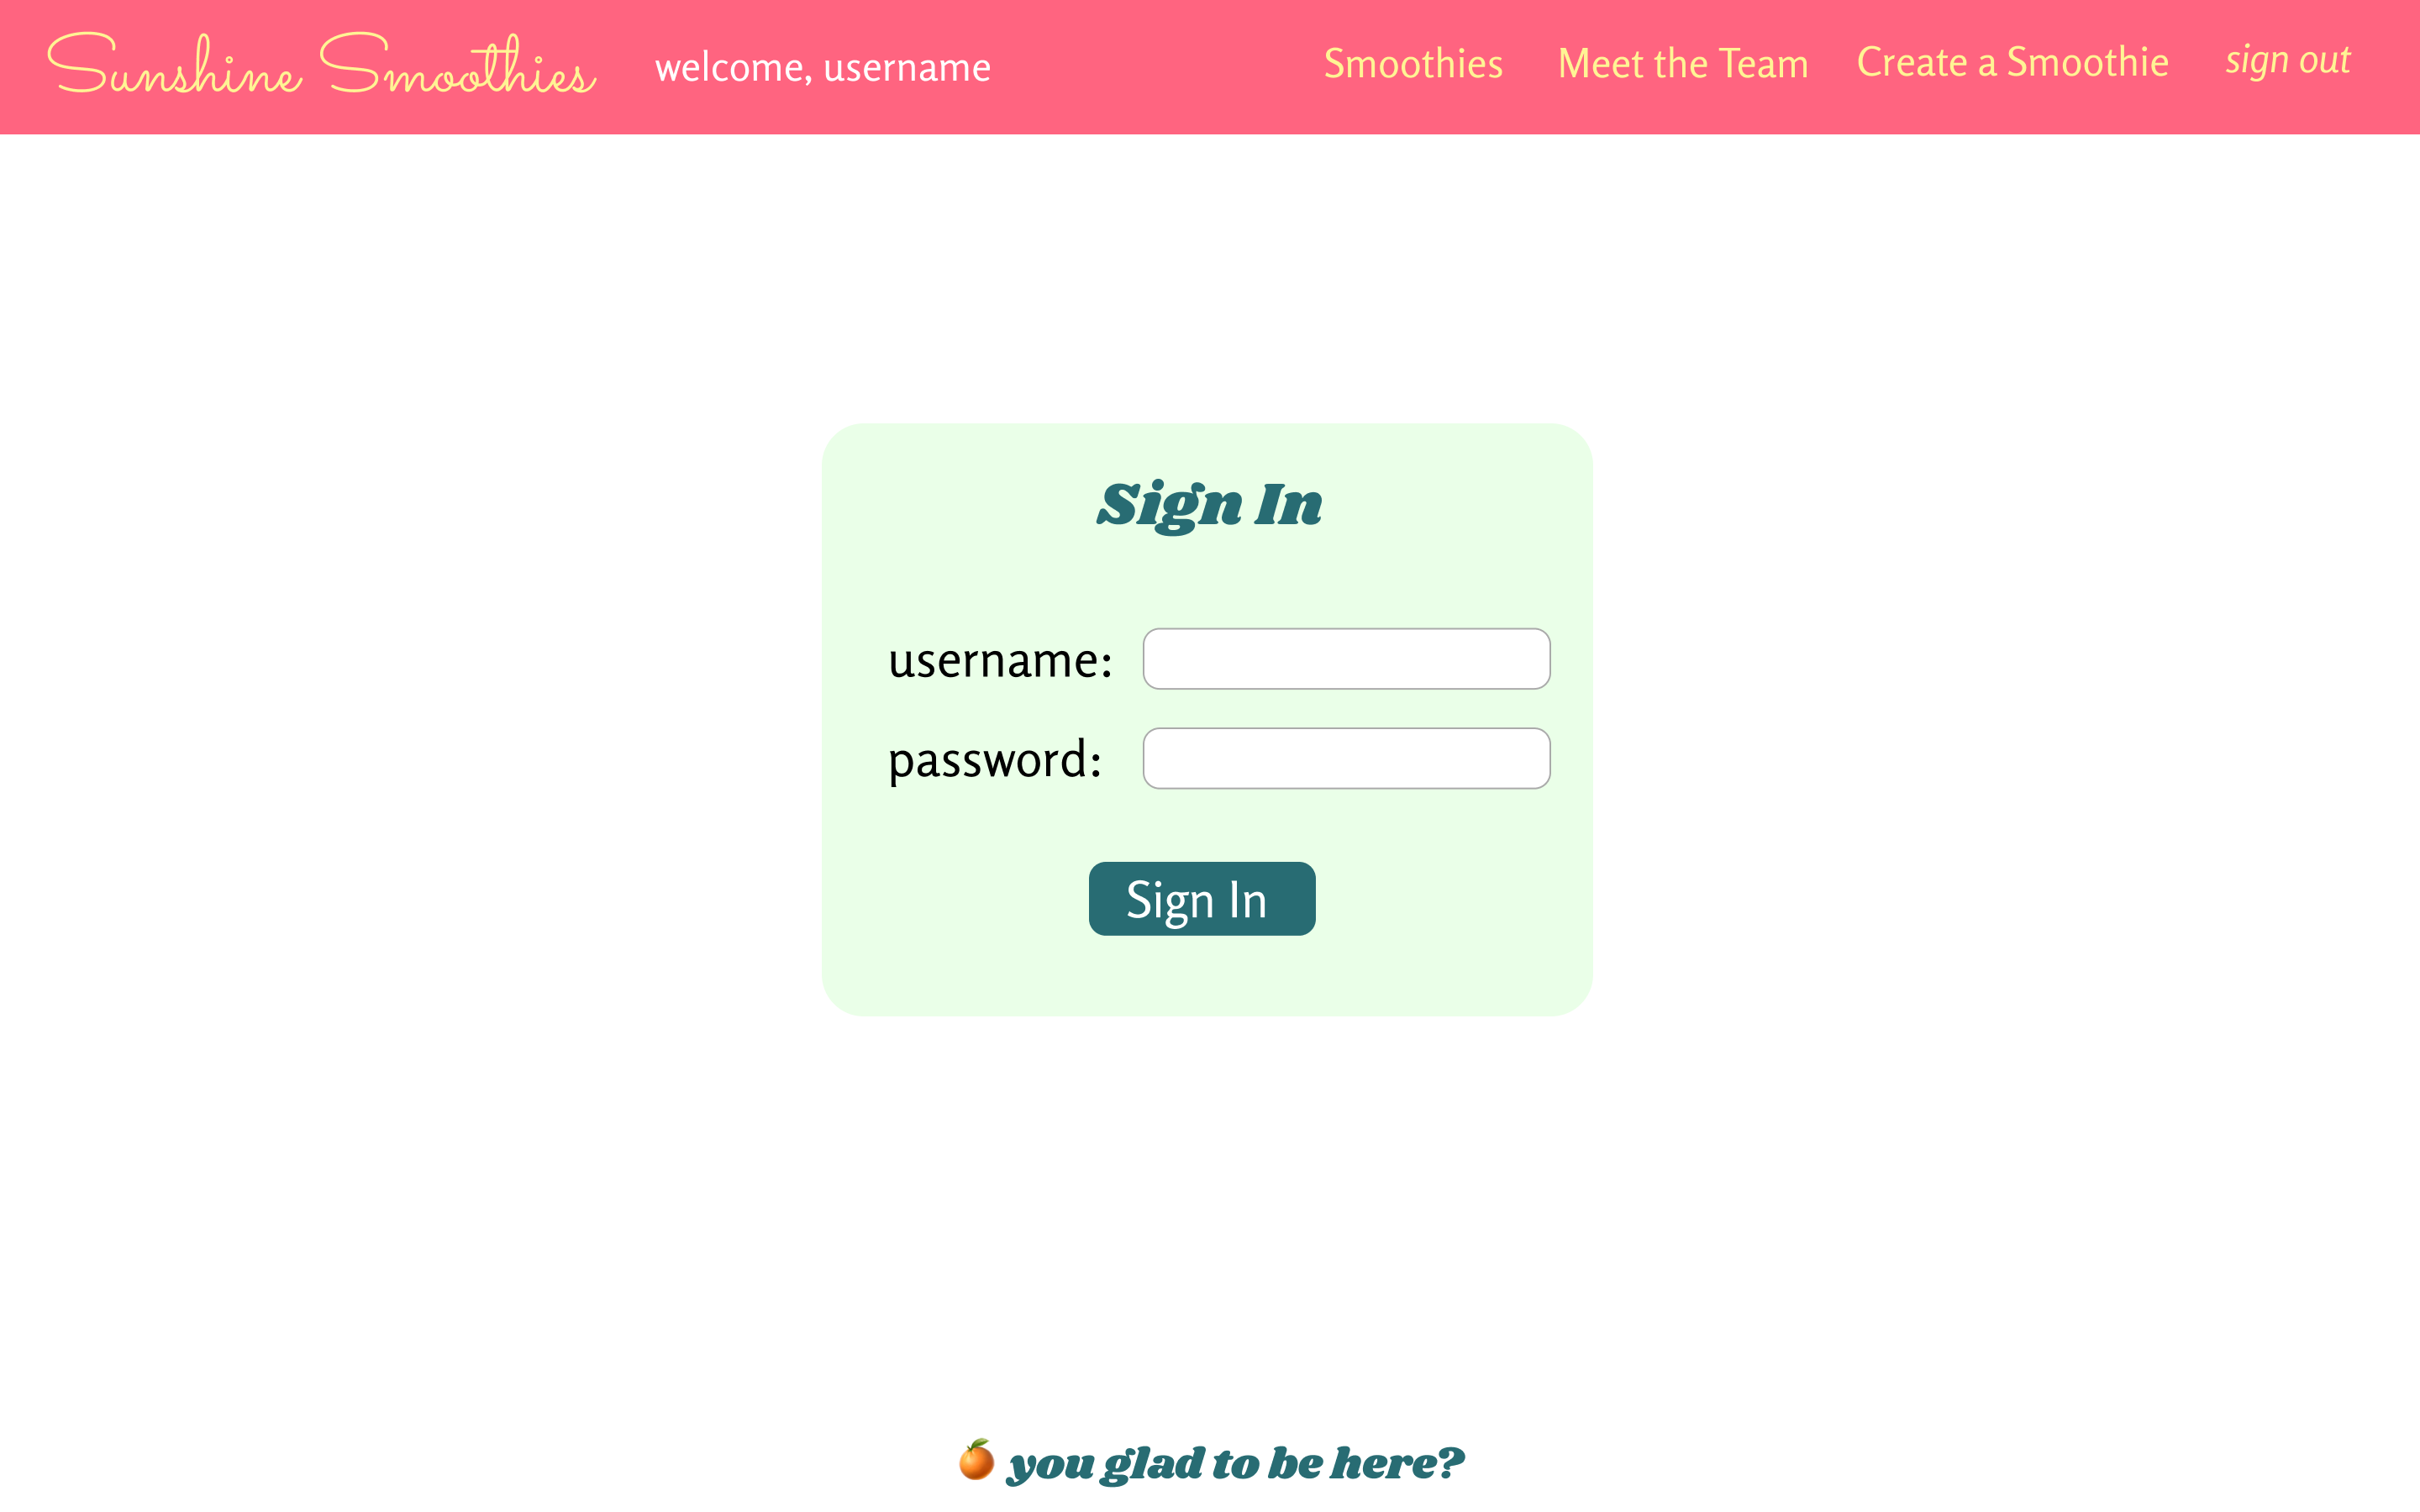 Sunshine Smoothies welcome, username Smoothies Meet the Team Create a Smoothie sign out
Sign In
username:
password:
Sign In
🍊 you glad to be here?